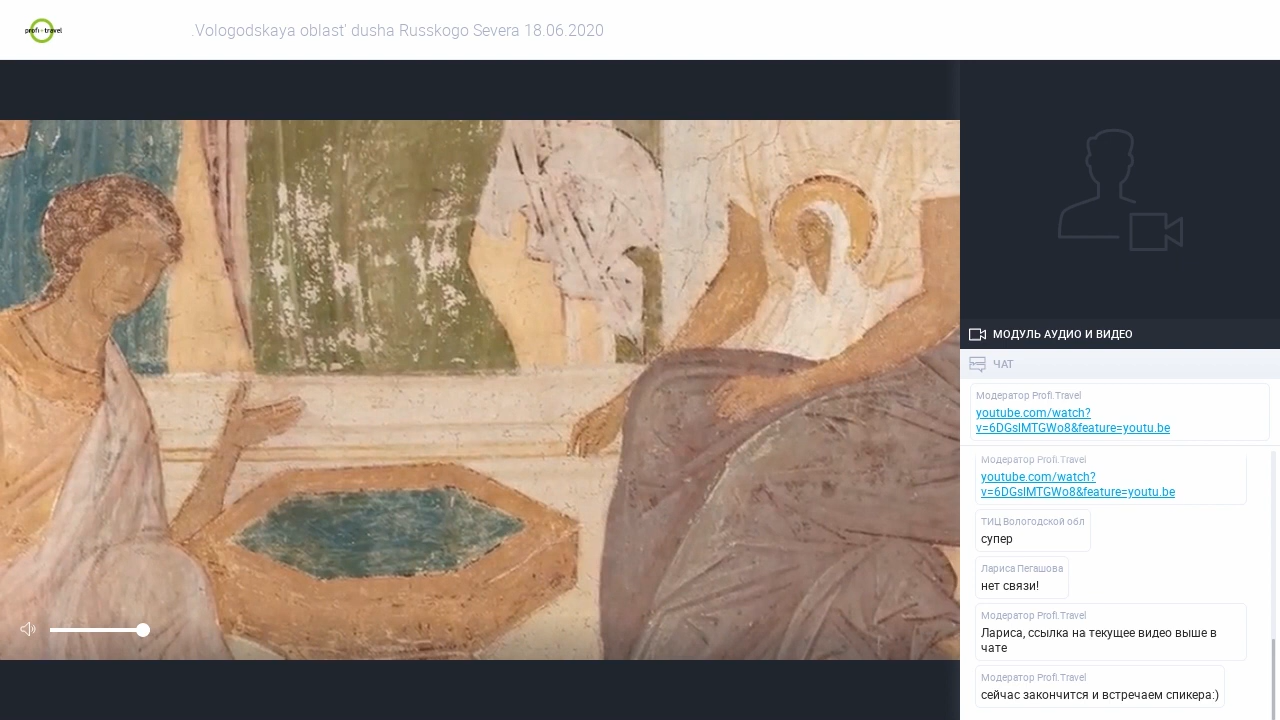 profi travel
.Vologodskaya oblast' dusha Russkogo Severa 18.06.2020
МОДУЛЬ АУДИО И ВИДЕО
ЧАТ
Модератор Profi.Travel
youtube.com/watch?
v=6DGslMTGWo8&feature=youtu.be
Модератор Profi.Travel
youtube.com/watch?
v=6DGslMTGWo8&feature=youtu.be
ТИЦ Вологодской обл
супер
Лариса Пегашова
нет связи!
Модератор Profi.Travel
Лариса, ссылка на текущее видео выше в
чате
Модератор Profi.Travel
сейчас закончится и встречаем спикера:)